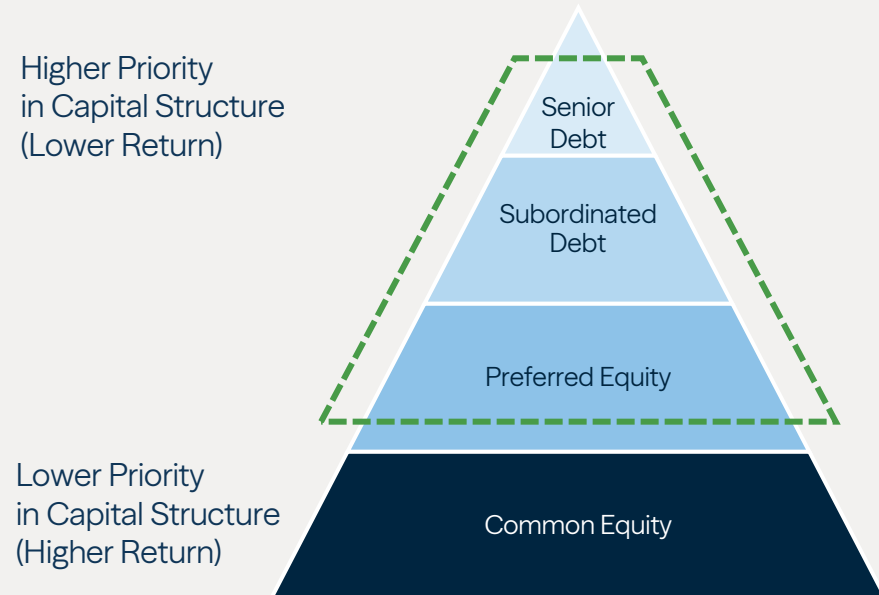 Higher Priority
in Capital Structure
(Lower Return)
Senior
Debt
Subordinated
Debt
Preferred Equity
Lower Priority
in Capital Structure
(Higher Return)
Common Equity